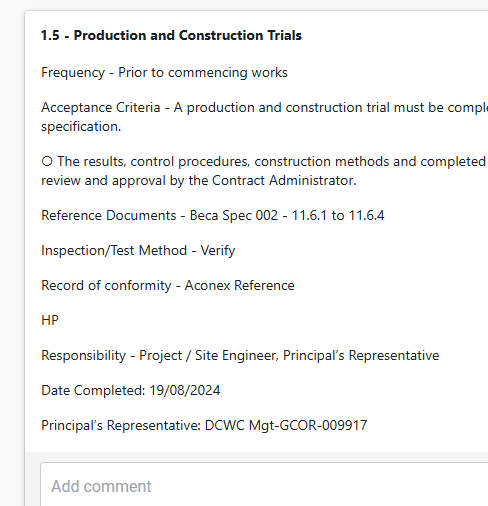 1.5 - Production and Construction Trials
Frequency - Prior to commencing works
Acceptance Criteria - A production and construction trial must be
specification.
O The results, control procedures, construction methods and completed
review and approval by the Contract Administrator.
Reference Documents - Beca Spec 002 - 11.6.1 to 11.6.4
Inspection/Test Method - Verify
Record of conformity - Aconex Reference
HP
Responsibility - Project / Site Engineer, Principal’s Representative
Date Completed: 19/08/2024
Principal’s Representative: DCWC Mgt-GCOR-009917
Add comment